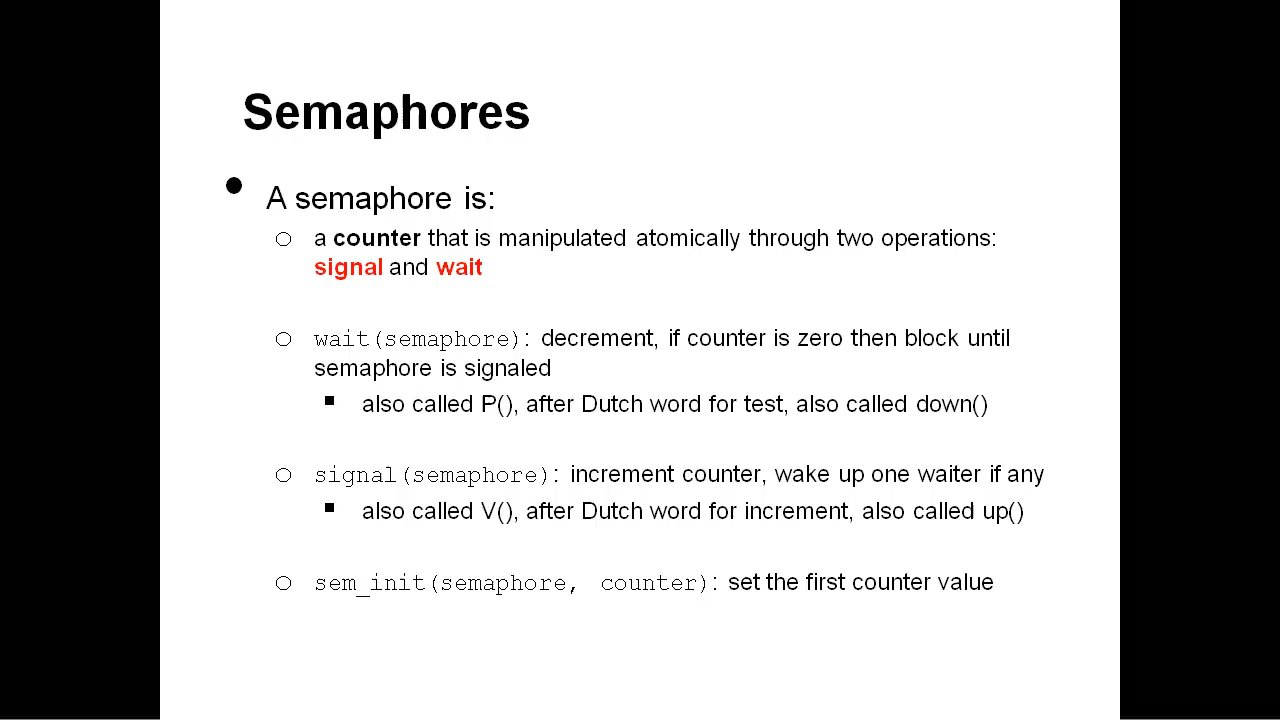 Semaphores
A semaphore is:
a counter that is manipulated atomically through two operations:
signal and wait
wait(semaphore): decrement, if counter is zero then block until
semaphore is signaled
also called P(), after Dutch word for test, also called down()
signal(semaphore): increment counter, wake up one waiter if any
also called V(), after Dutch word for increment, also called up()
sem_init(semaphore, counter): set the first counter value